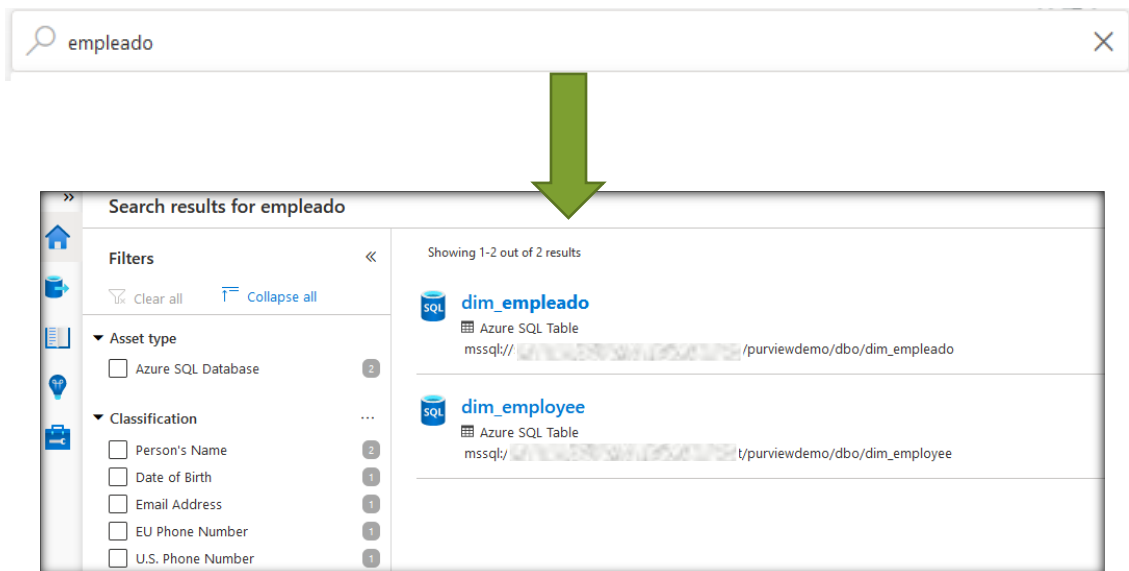 empleado
Search results for empleado
Filters
Clear all Collapse all
Asset type
Azure SQL Database 2
Classification
Person's Name 2
Date of Birth 1
Email Address 1
EU Phone Number 1
U.S. Phone Number 1
Showing 1-2 out of 2 results
SQL dim_empleado
Azure SQL Table
mssql:// /purviewdemo/dbo/dim_empleado
SQL dim_employee
Azure SQL Table
mssql:/ t/purviewdemo/dbo/dim_employee